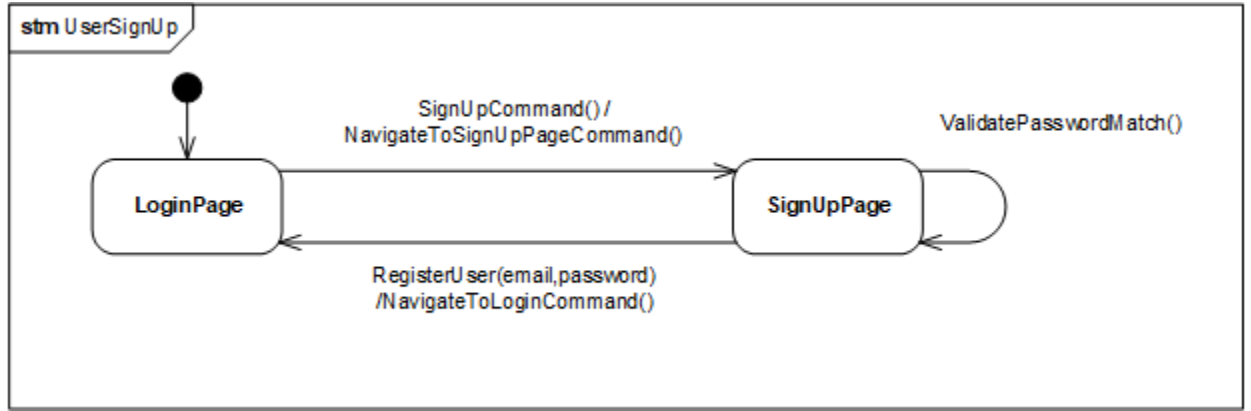 stm UserSignUp
SignUpCommand() /
NavigateToSignUpPageCommand()
ValidatePasswordMatch()
LoginPage
SignUpPage
RegisterUser(email,password)
/NavigateToLoginCommand()